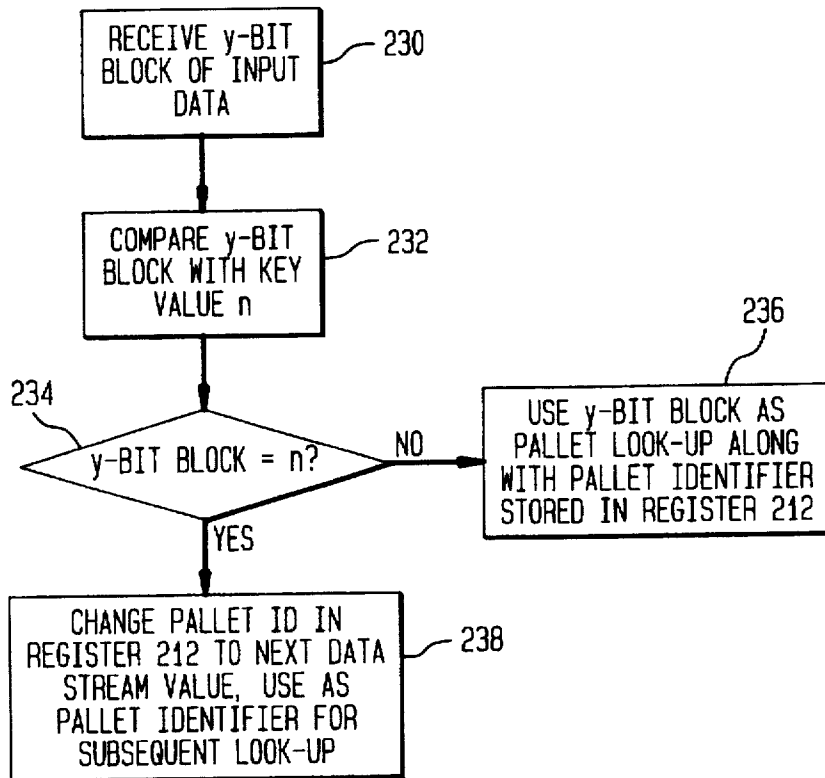 RECEIVE y-BIT
BLOCK OF INPUT
DATA
230
COMPARE y-BIT
BLOCK WITH KEY
VALUE n
232
234
y-BIT BLOCK = n?
NO
236
USE y-BIT BLOCK AS
PALLET LOOK-UP ALONG
WITH PALLET IDENTIFIER
STORED IN REGISTER 212
YES
CHANGE PALLET ID IN
REGISTER 212 TO NEXT DATA
STREAM VALUE, USE AS
PALLET IDENTIFIER FOR
SUBSEQUENT LOOK-UP
238